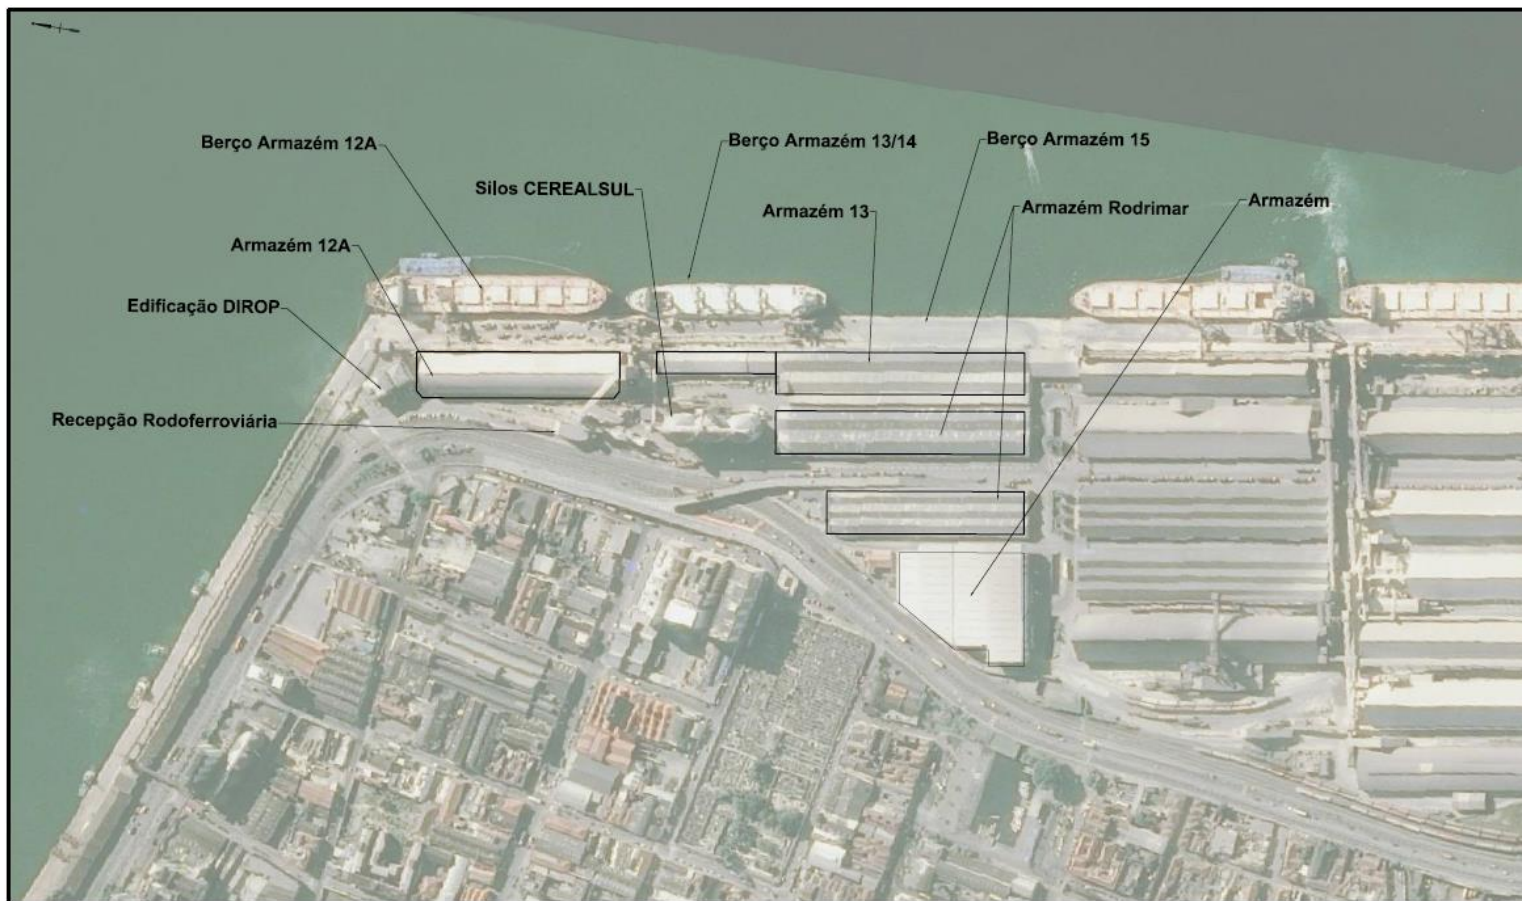 Berço Armazém 12A
Berço Armazém 13/14
Berço Armazém 15
Silos CEREALSUL
Armazém 13
Armazém Rodrimar
Armazém
Armazém 12A
Edificação DIROP
Recepção Rodoferroviária